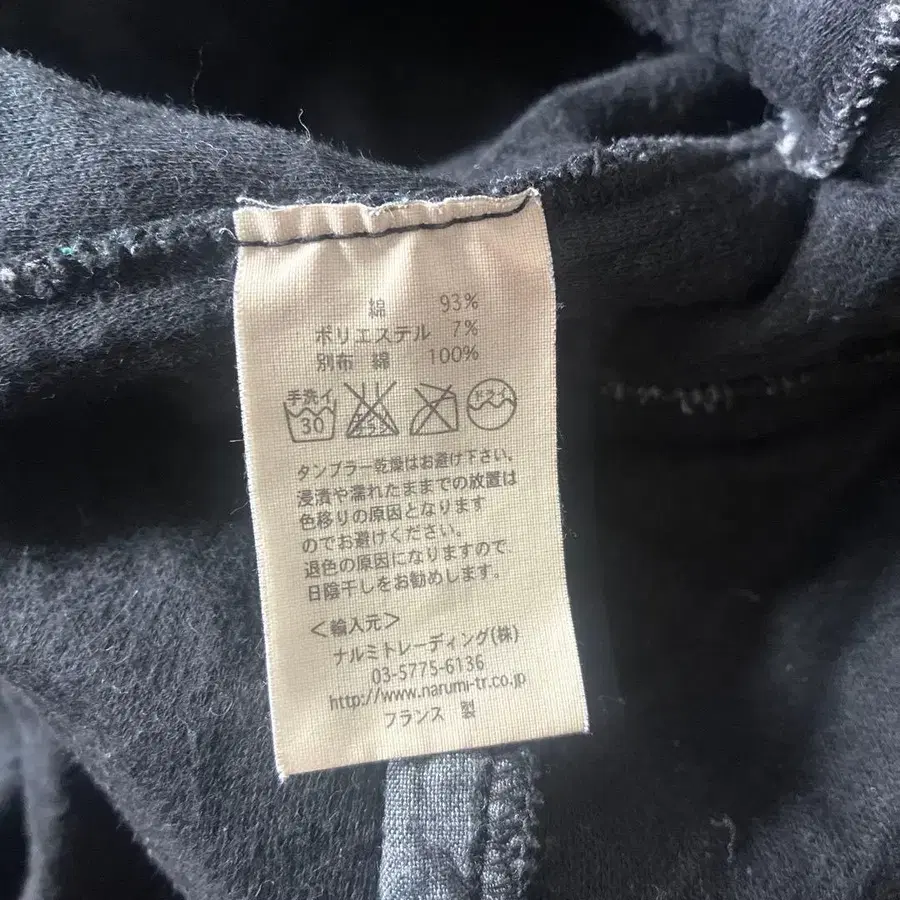 綿 93%
ポリエステル 7%
別布 綿 100%
手洗イ ドライ
30 エンソ
タンブラー乾燥はお避け下さい。
浸漬や濡れたままでの放置は
色移りの原因となります
のでお避けください。
退色の原因になりますので、
日陰干しをお勧めします。
<輸入元>
ナルミトレーディング(株)
03-5775-6136
http://www.narumi-tr.co.jp
フランス 製